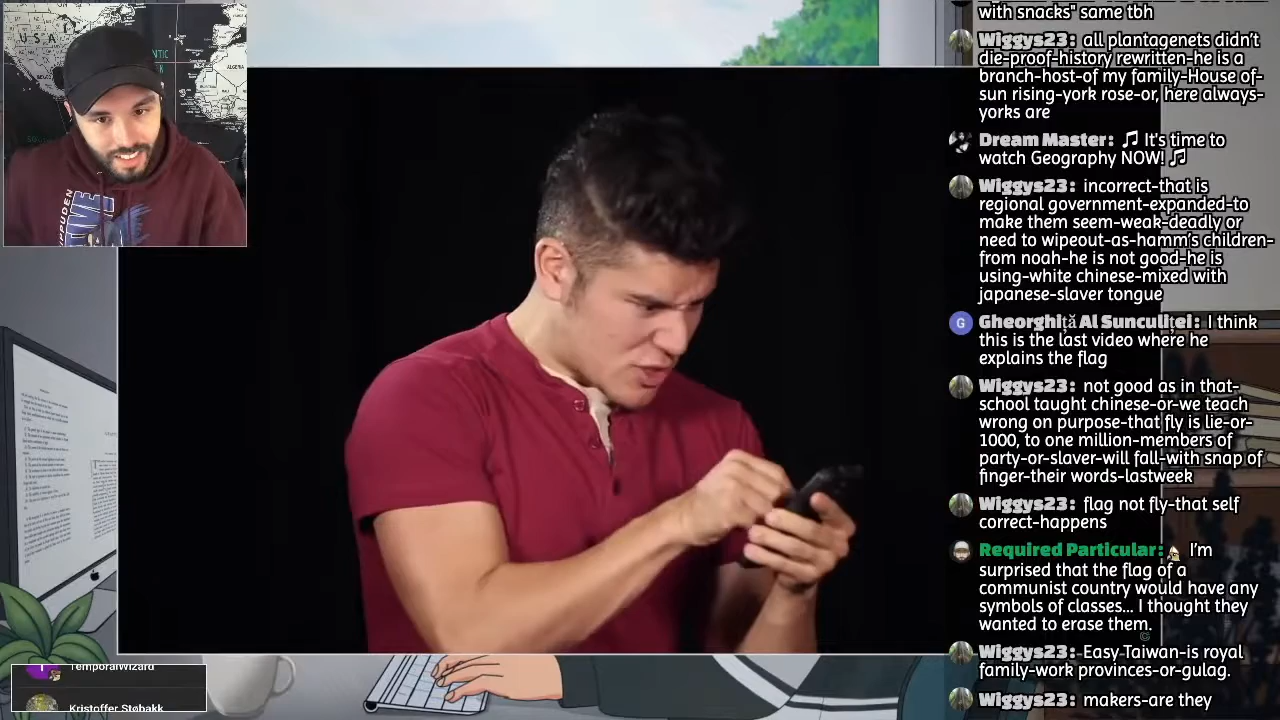 USA
NTIC
ALGERIA
PPUDEN
TemporalWizard
Kristoffer Støbakk
with snacks" same tbh
Wiggys23: all plantagenets didn't
die-proof-history rewritten-he is a
branch-host-of my family-House of-
sun rising-york rose-or, here always-
yorks are
Dream Master: 🎵 It's time to
watch Geography NOW! 🎵
Wiggys23: incorrect-that is
regional government-expanded-to
make them seem-weak-deadly or
need to wipeout-as-hamm's children-
from noah-he is not good-he is
using-white chinese-mixed with
japanese-slaver tongue
G
Gheorghiță Al Sunculiței: I think
this is the last video where he
explains the flag
Wiggys23: not good as in that-
school taught chinese-or-we teach
wrong on purpose-that fly is lie-or-
1000, to one million-members of
party-or-slaver-will fall-with snap of
finger-their words-lastweek
Wiggys23: flag not fly-that self
correct-happens
Required Particular: I'm
surprised that the flag of a
communist country would have any
symbols of classes... I thought they
wanted to erase them.
Wiggys23: Easy Taiwan-is royal
family-work provinces-or-gulag.
Wiggys23: makers-are they